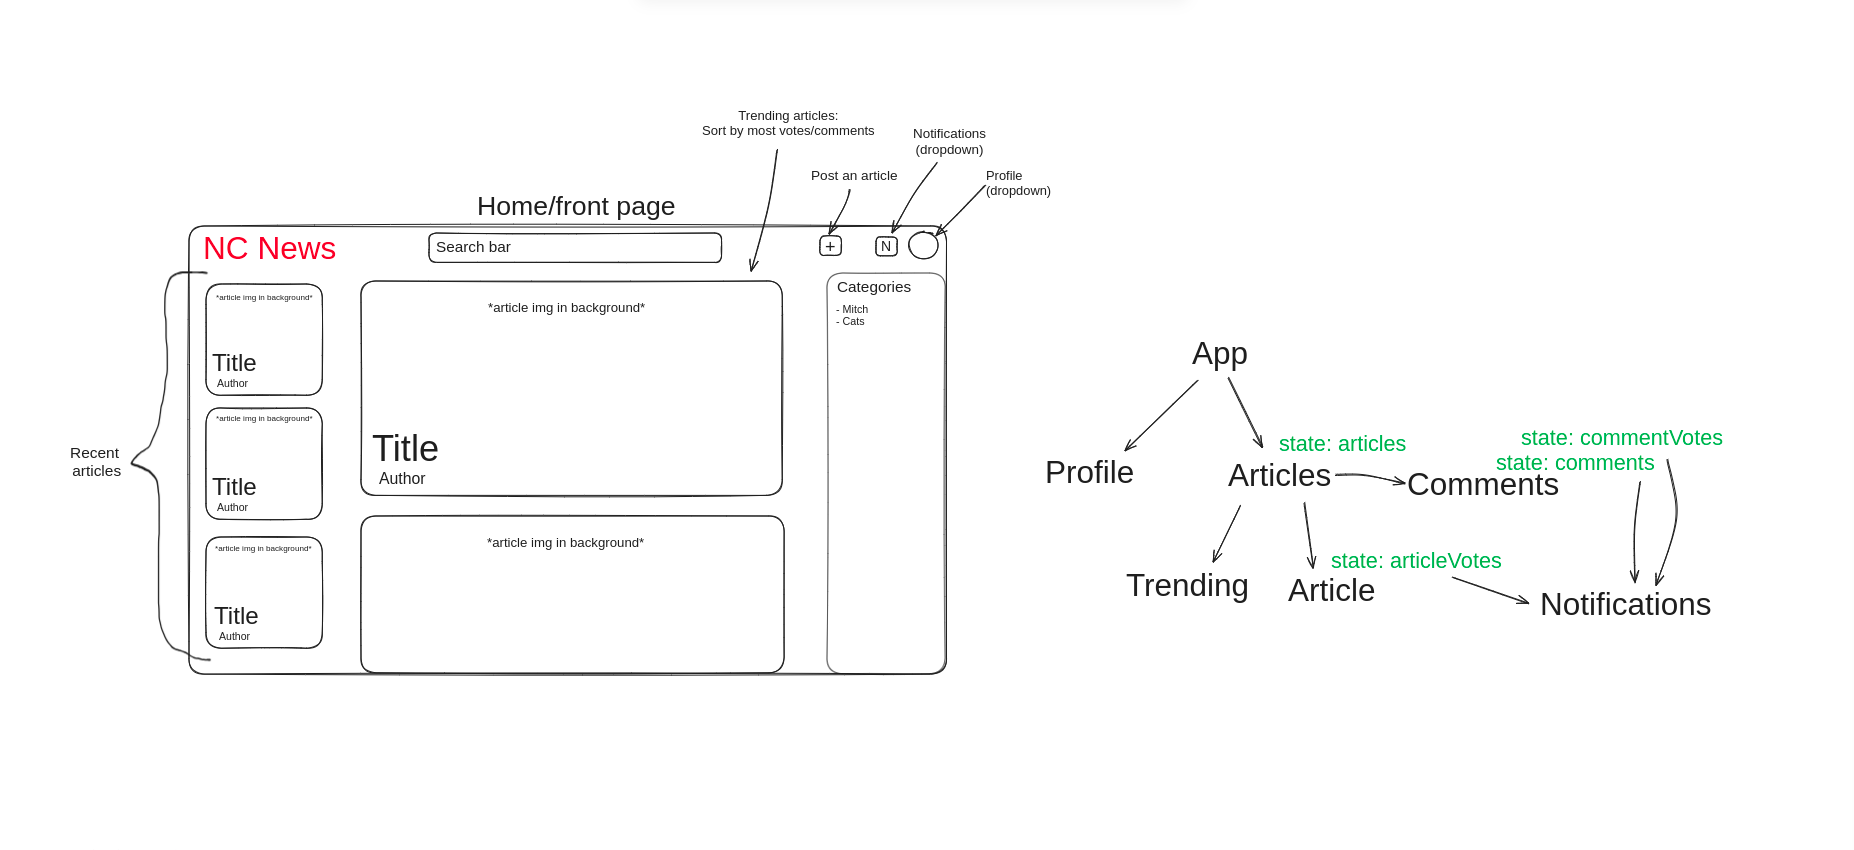 Trending articles:
Sort by most votes/comments
Notifications
(dropdown)
Post an article
Profile
(dropdown)
Home/front page
NC News
Search bar
+
N
Recent
articles
*article img in background*
Title
Author
*article img in background*
Title
Author
*article img in background*
Title
Author
*article img in background*
Title
Author
*article img in background*
Categories
- Mitch
- Cats
App
Profile
state: articles
Articles
state: commentVotes
state: comments
Comments
Trending
state: articleVotes
Article
Notifications